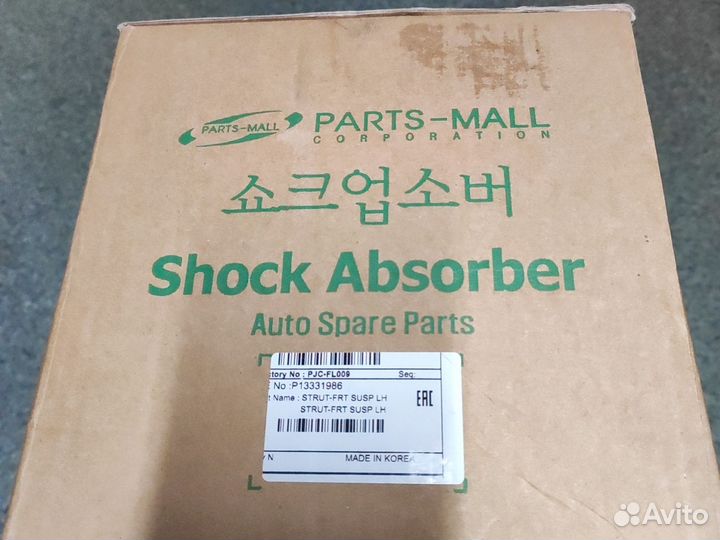 PARTS-MALL
PARTS-MALL
CORPORATION
쇼크업소버
Shock Absorber
Auto Spare Parts
ctory No : PJC-FL009 Seq:
No :P13331986
t Name : STRUT-FRT SUSP LH
STRUT-FRT SUSP LH
EAC
N MADE IN KOREA
Avito